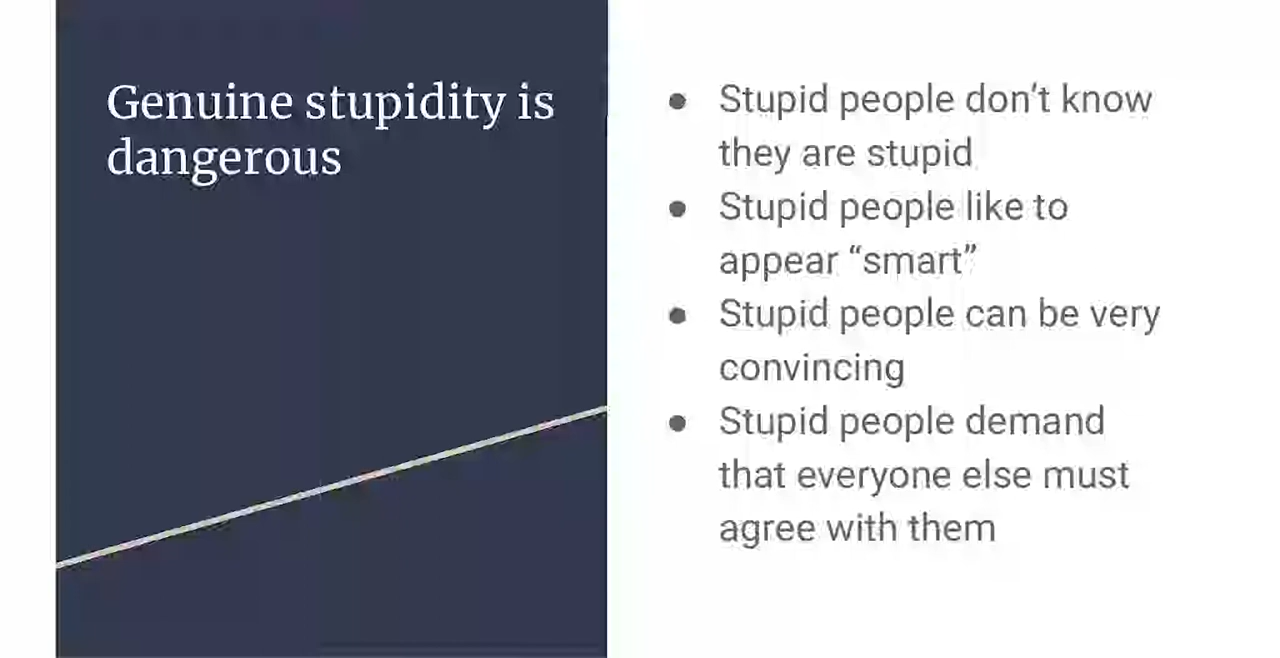 Genuine stupidity is
dangerous
● Stupid people don't know
they are stupid
● Stupid people like to
appear “smart”
● Stupid people can be very
convincing
● Stupid people demand
that everyone else must
agree with them